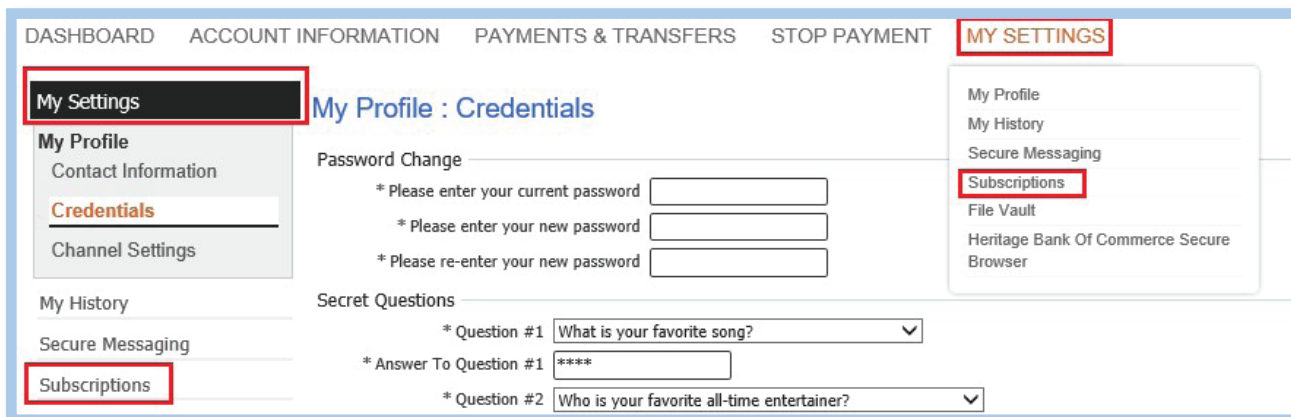 DASHBOARD ACCOUNT INFORMATION PAYMENTS & TRANSFERS STOP PAYMENT MY SETTINGS
My Settings
My Profile
Contact Information
Credentials
Channel Settings
My History
Secure Messaging
Subscriptions
My Profile : Credentials
Password Change
* Please enter your current password
* Please enter your new password
* Please re-enter your new password
Secret Questions
* Question #1 What is your favorite song?
* Answer To Question #1 ****
* Question #2 Who is your favorite all-time entertainer?
My Profile
My History
Secure Messaging
Subscriptions
File Vault
Heritage Bank Of Commerce Secure
Browser